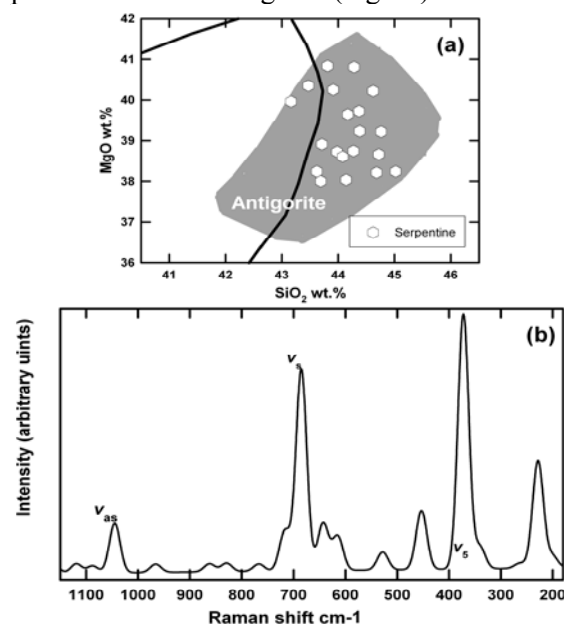 42
41
40
39
38
37
36
MgO wt.%
(a)
Antigorite
Serpentine
41 42 43 44 45 46
SiO2 wt.%
(b)
Intensity (arbitrary uints)
vs
vas
v5
1100 1000 900 800 700 600 500 400 300 200
Raman shift cm-1